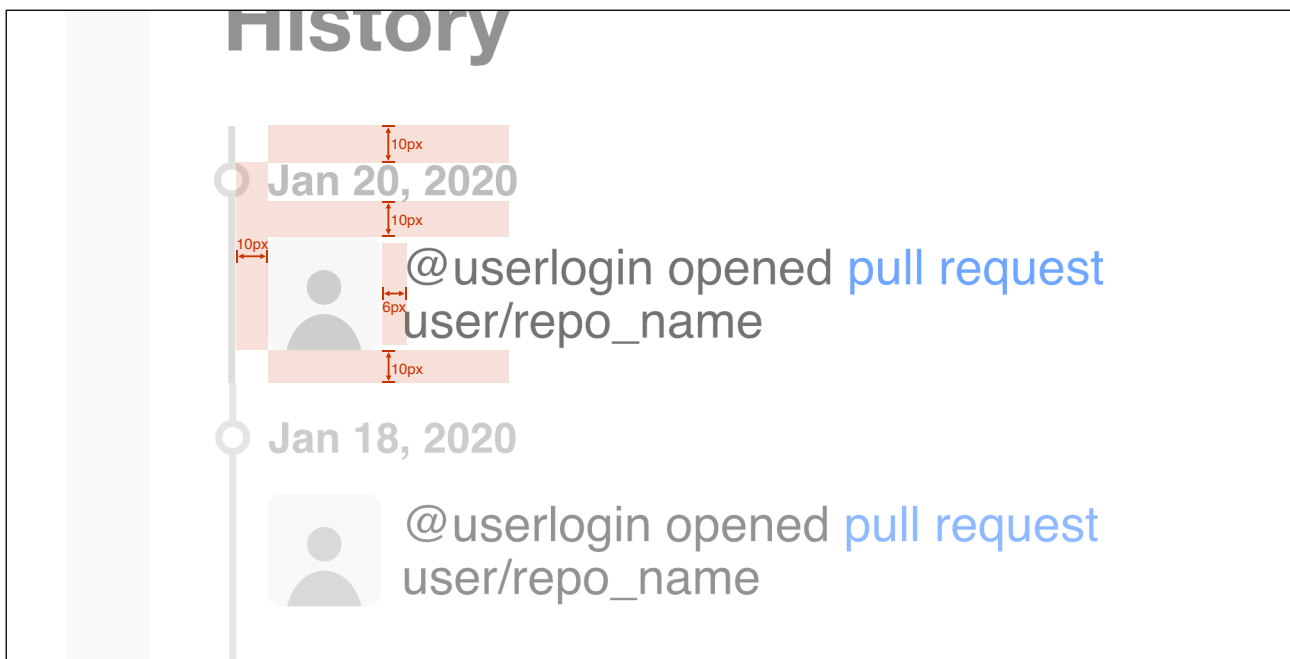 History
10px
Jan 20, 2020
10px
10px
@userlogin opened pull request
6px
user/repo_name
10px
Jan 18, 2020
@userlogin opened pull request
user/repo_name